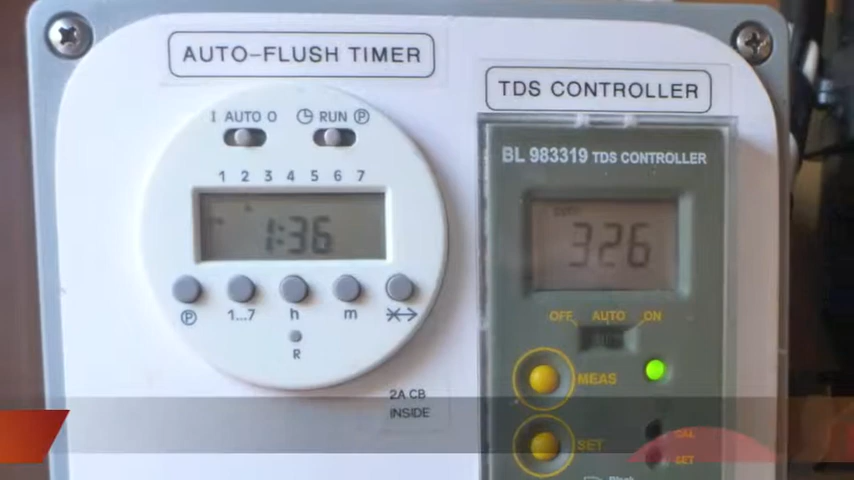 AUTO-FLUSH TIMER
TDS CONTROLLER
I AUTO O
RUN Ⓟ
1 2 3 4 5 6 7
1:36
Ⓟ 1...7 h m
R
2A CB
INSIDE
BL 983319 TDS CONTROLLER
326
OFF AUTO ON
MEAS
SET
CAL
SET